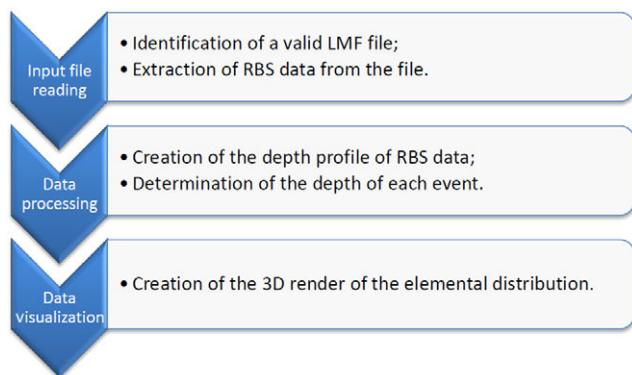 Input file
reading
• Identification of a valid LMF file;
• Extraction of RBS data from the file.
Data
processing
• Creation of the depth profile of RBS data;
• Determination of the depth of each event.
Data
visualization
• Creation of the 3D render of the elemental distribution.